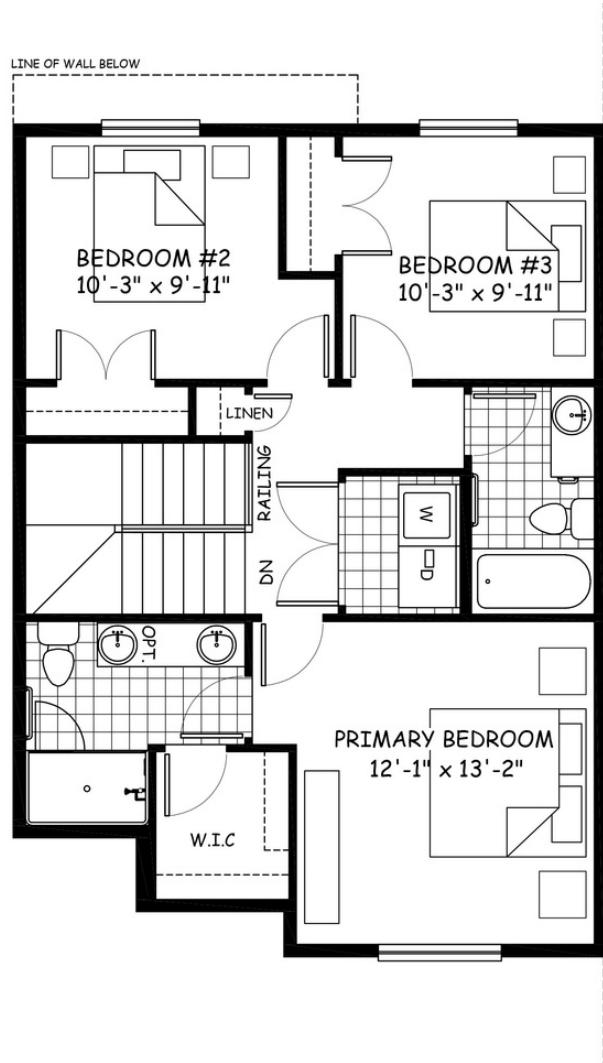 LINE OF WALL BELOW
BEDROOM #2
10'-3" x 9'-11"
BEDROOM #3
10'-3" x 9'-11"
LINEN
RAILING
W
D
DN
OPT.
PRIMARY BEDROOM
12'-1" x 13'-2"
W.I.C